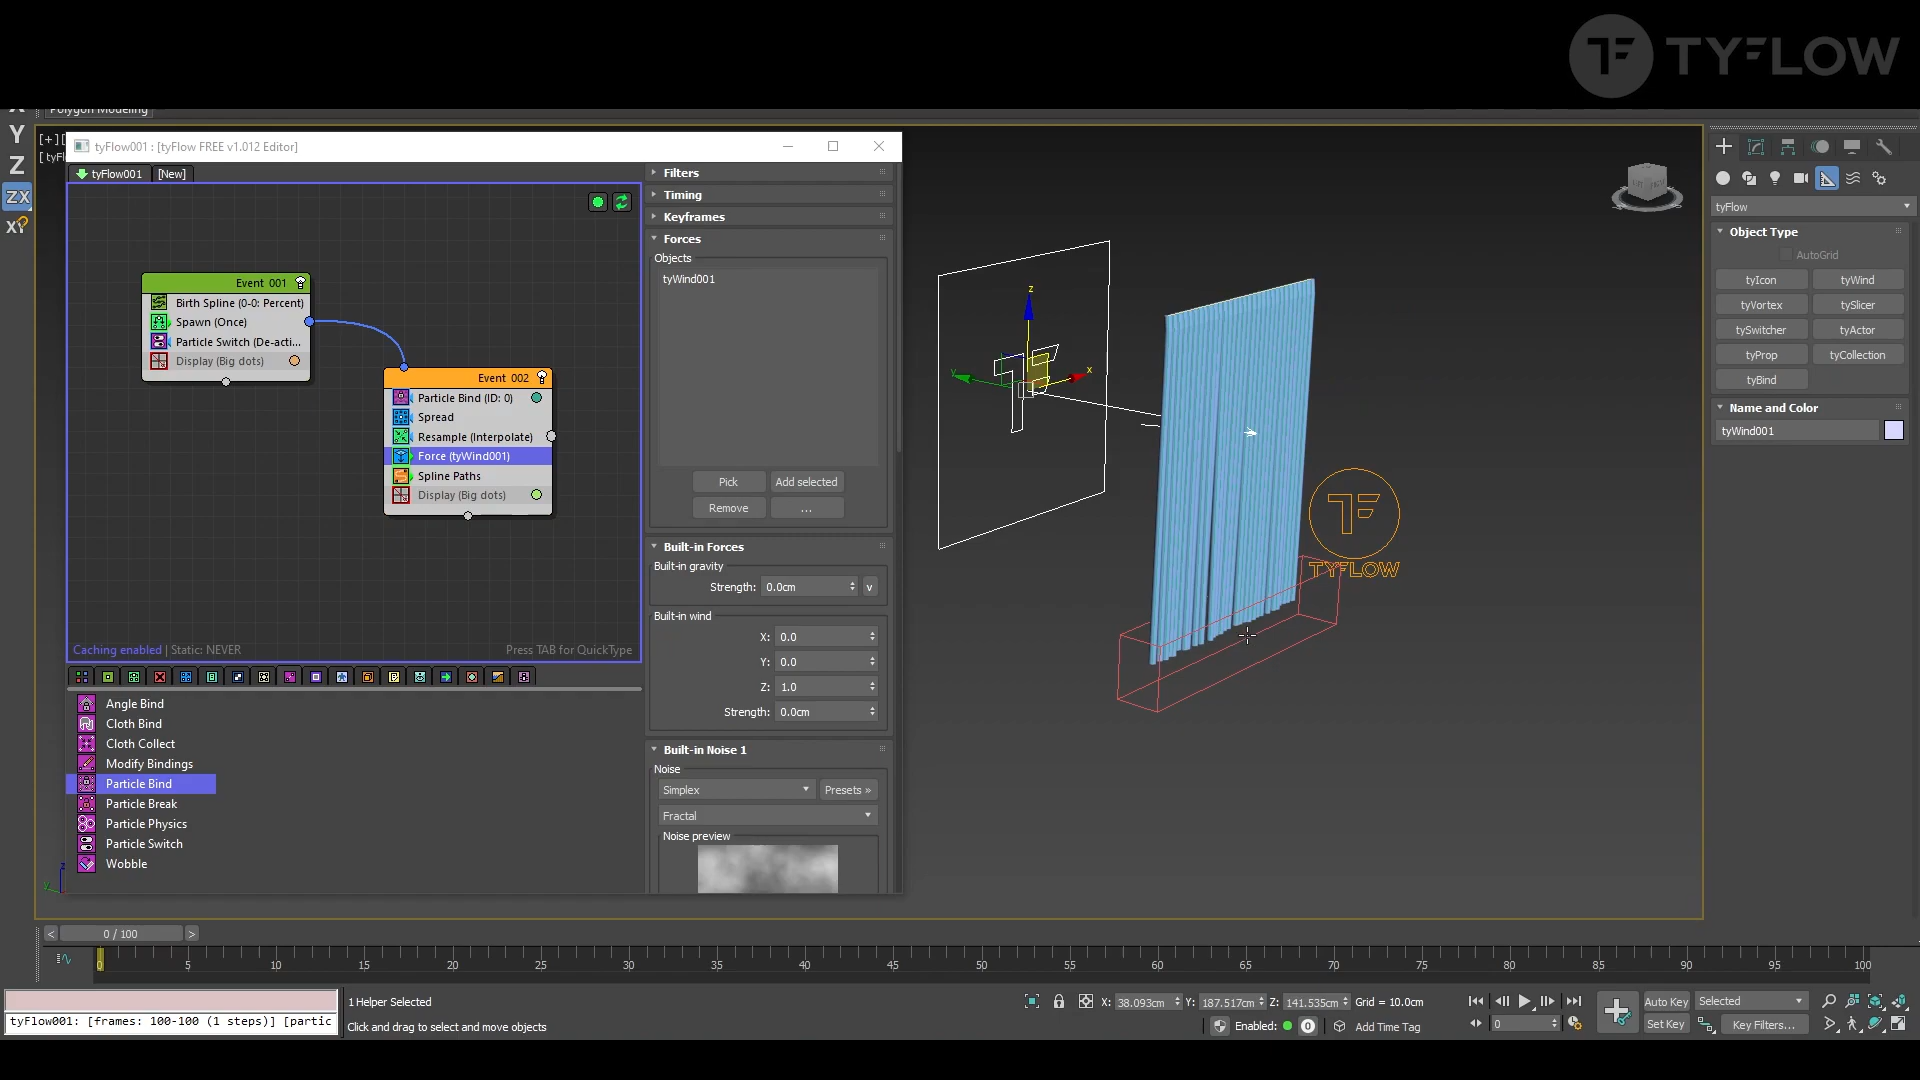 TYFLOW
Polygon Modeling
Y
Z
ZX
XY
[+][
[ tyFl
tyFlow001 : [tyFlow FREE v1.012 Editor]
tyFlow001
[New]
Event 001
Birth Spline (0-0: Percent)
Spawn (Once)
Particle Switch (De-acti...
Display (Big dots)
Event 002
Particle Bind (ID: 0)
Spread
Resample (Interpolate)
Force (tyWind001)
Spline Paths
Display (Big dots)
Caching enabled | Static: NEVER
Press TAB for QuickType
Angle Bind
Cloth Bind
Cloth Collect
Modify Bindings
Particle Bind
Particle Break
Particle Physics
Particle Switch
Wobble
Filters
Timing
Keyframes
Forces
Objects
tyWind001
Pick
Add selected
Remove
...
Built-in Forces
Built-in gravity
Strength: 0.0cm
v
Built-in wind
X: 0.0
Y: 0.0
Z: 1.0
Strength: 0.0cm
Built-in Noise 1
Noise
Simplex
Presets »
Fractal
Noise preview
z
y
x
TYFLOW
tyFlow
Object Type
AutoGrid
tyIcon
tyWind
tyVortex
tySlicer
tySwitcher
tyActor
tyProp
tyCollection
tyBind
Name and Color
tyWind001
<
0 / 100
>
0 5 10 15 20 25 30 35 40 45 50 55 60 65 70 75 80 85 90 95 100
tyFlow001: [frames: 100-100 (1 steps)] [partic
1 Helper Selected
Click and drag to select and move objects
X: 38.093cm Y: 187.517cm Z: 141.535cm Grid = 10.0cm
Enabled: 0 Add Time Tag
0
Auto Key
Selected
Set Key
Key Filters...